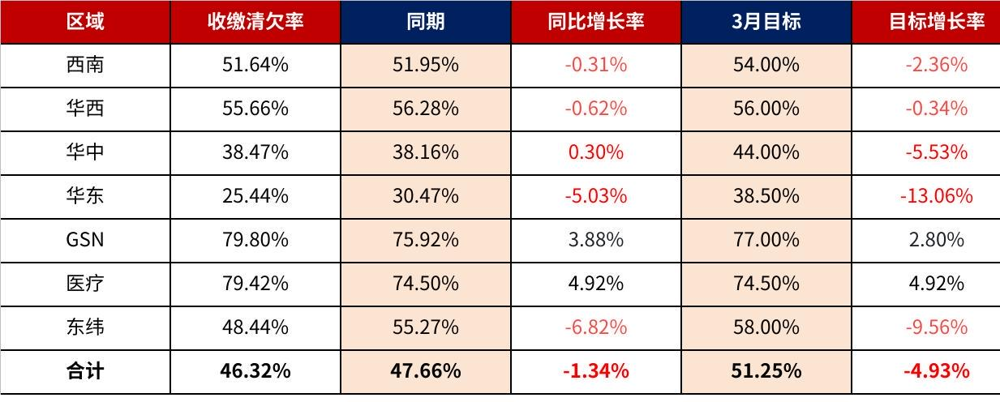 区域 收缴清欠率 同期 同比增长率 3月目标 目标增长率
西南 51.64% 51.95% -0.31% 54.00% -2.36%
华西 55.66% 56.28% -0.62% 56.00% -0.34%
华中 38.47% 38.16% 0.30% 44.00% -5.53%
华东 25.44% 30.47% -5.03% 38.50% -13.06%
GSN 79.80% 75.92% 3.88% 77.00% 2.80%
医疗 79.42% 74.50% 4.92% 74.50% 4.92%
东纬 48.44% 55.27% -6.82% 58.00% -9.56%
合计 46.32% 47.66% -1.34% 51.25% -4.93%